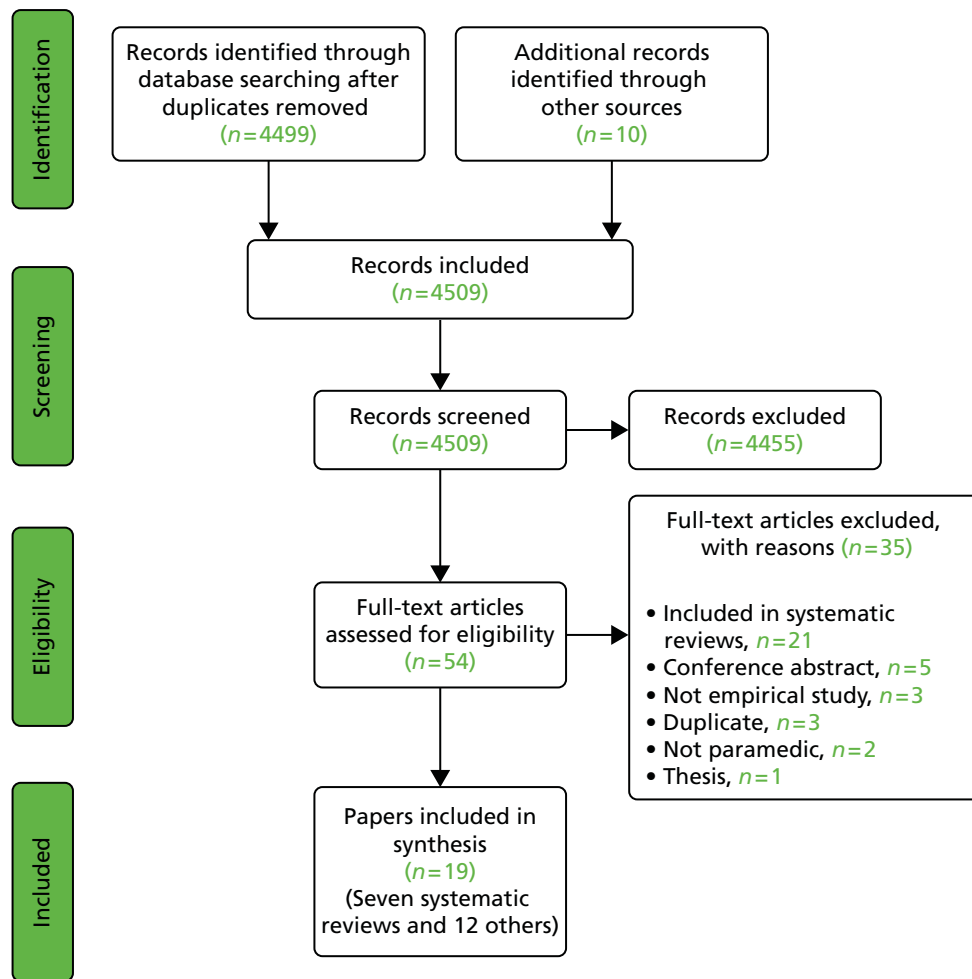 Identification
Records identified through
database searching after
duplicates removed
(n=4499)
Additional records
identified through
other sources
(n=10)
Screening
Records included
(n=4509)
Records screened
(n=4509)
Records excluded
(n=4455)
Eligibility
Full-text articles
assessed for eligibility
(n=54)
Full-text articles excluded,
with reasons (n=35)
• Included in systematic
reviews, n=21
• Conference abstract, n=5
• Not empirical study, n=3
• Duplicate, n=3
• Not paramedic, n=2
• Thesis, n=1
Included
Papers included in
synthesis
(n=19)
(Seven systematic
reviews and 12 others)